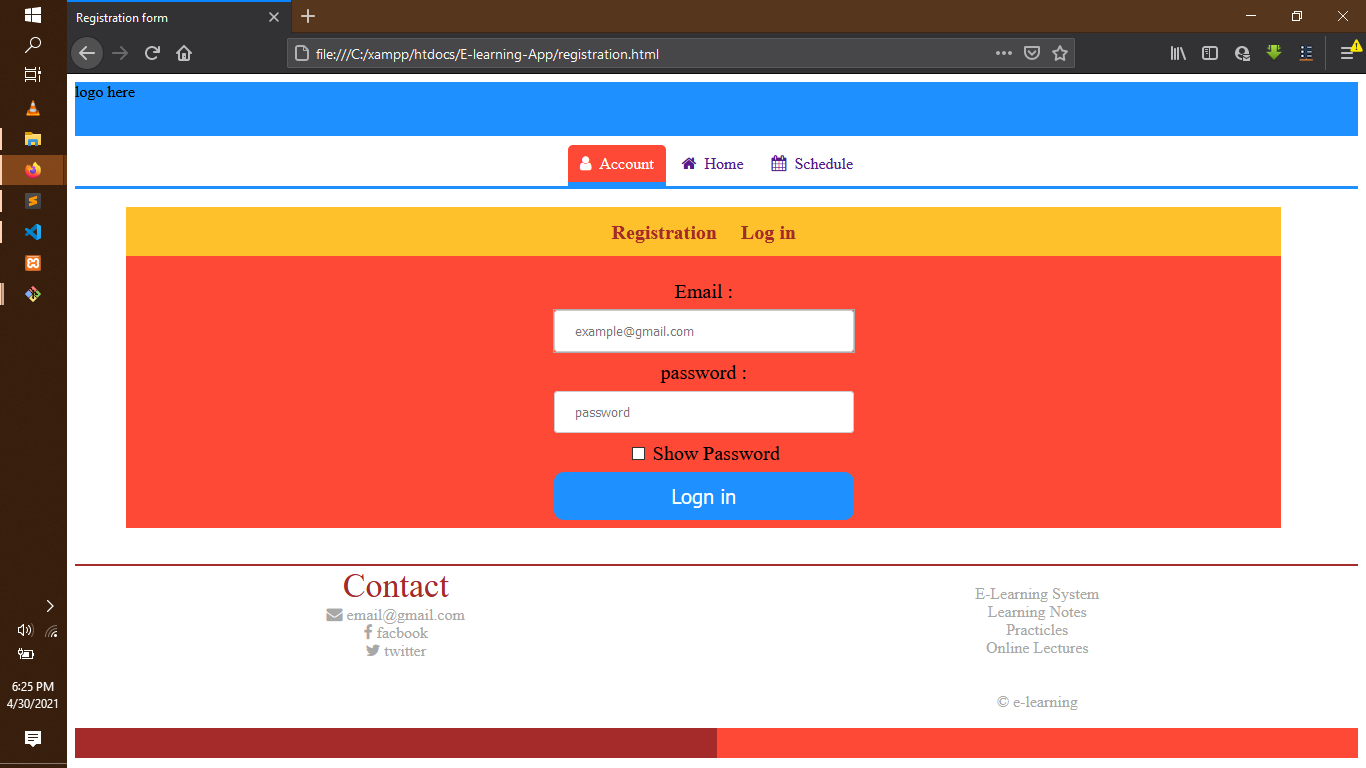 Registration form
file:///C:/xampp/htdocs/E-learning-App/registration.html
logo here
Account Home Schedule
Registration Log in
Email :
example@gmail.com
password :
password
Show Password
Logn in
Contact
email@gmail.com
facbook
twitter
E-Learning System
Learning Notes
Practicles
Online Lectures
© e-learning
6:25 PM
4/30/2021